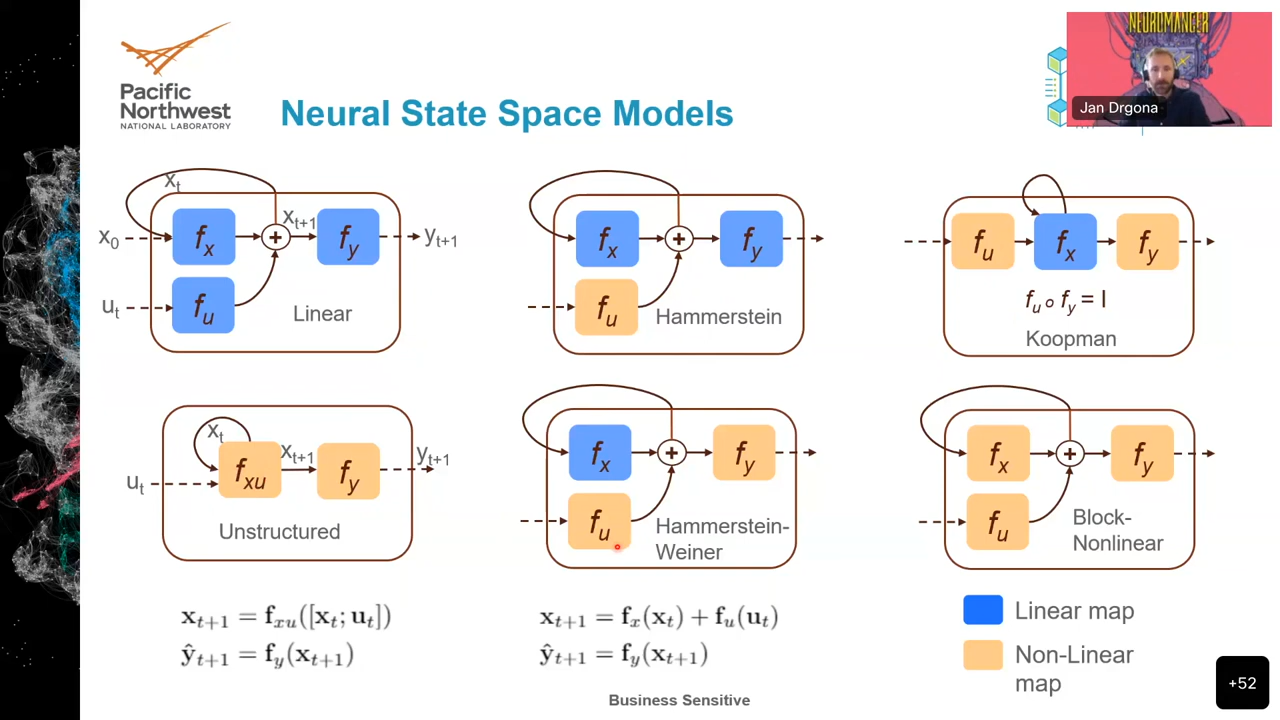 Pacific
Northwest
NATIONAL LABORATORY
Neural State Space Models
NEUROMANCER
Jan Drgona
xt
x0
fx
+
xt+1
fy
yt+1
ut
fu
Linear
fx
+
fy
fu
Hammerstein
fu
fx
fy
fu ∘ fy = I
Koopman
xt
ut
fxu
xt+1
fy
yt+1
Unstructured
fx
+
fy
fu
Hammerstein-
Weiner
fx
+
fy
fu
Block-
Nonlinear
xt+1 = fxu([xt; ut])
ŷt+1 = fy(xt+1)
xt+1 = fx(xt) + fu(ut)
ŷt+1 = fy(xt+1)
Linear map
Non-Linear
map
Business Sensitive
+52